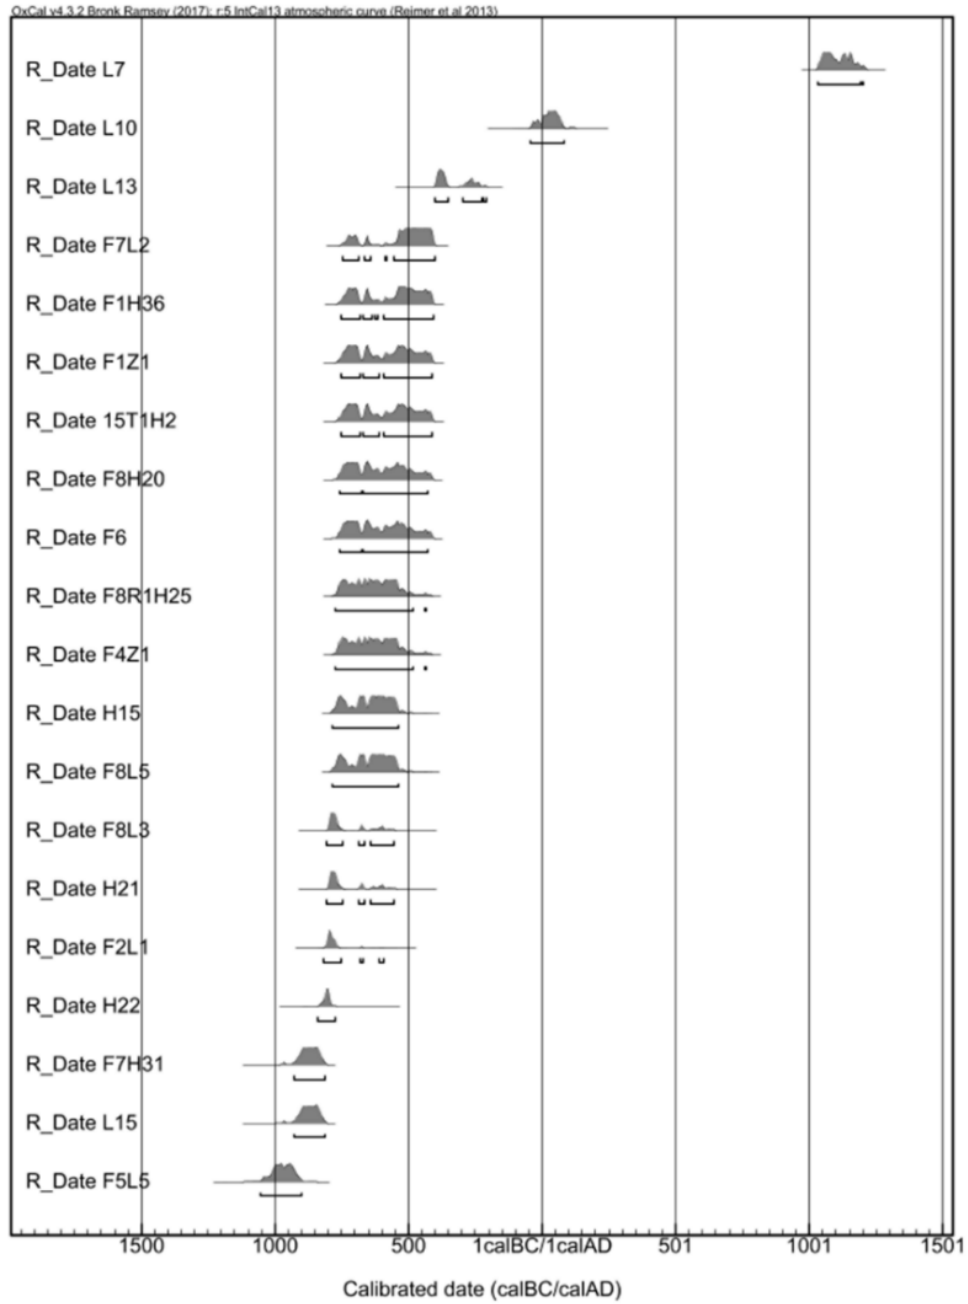 OxCal v4.3.2 Bronk Ramsey (2017); r:5 IntCal13 atmospheric curve (Reimer et al 2013)
R_Date L7
R_Date L10
R_Date L13
R_Date F7L2
R_Date F1H36
R_Date F1Z1
R_Date 15T1H2
R_Date F8H20
R_Date F6
R_Date F8R1H25
R_Date F4Z1
R_Date H15
R_Date F8L5
R_Date F8L3
R_Date H21
R_Date F2L1
R_Date H22
R_Date F7H31
R_Date L15
R_Date F5L5
1500 1000 500 1calBC/1calAD 501 1001 1501
Calibrated date (calBC/calAD)